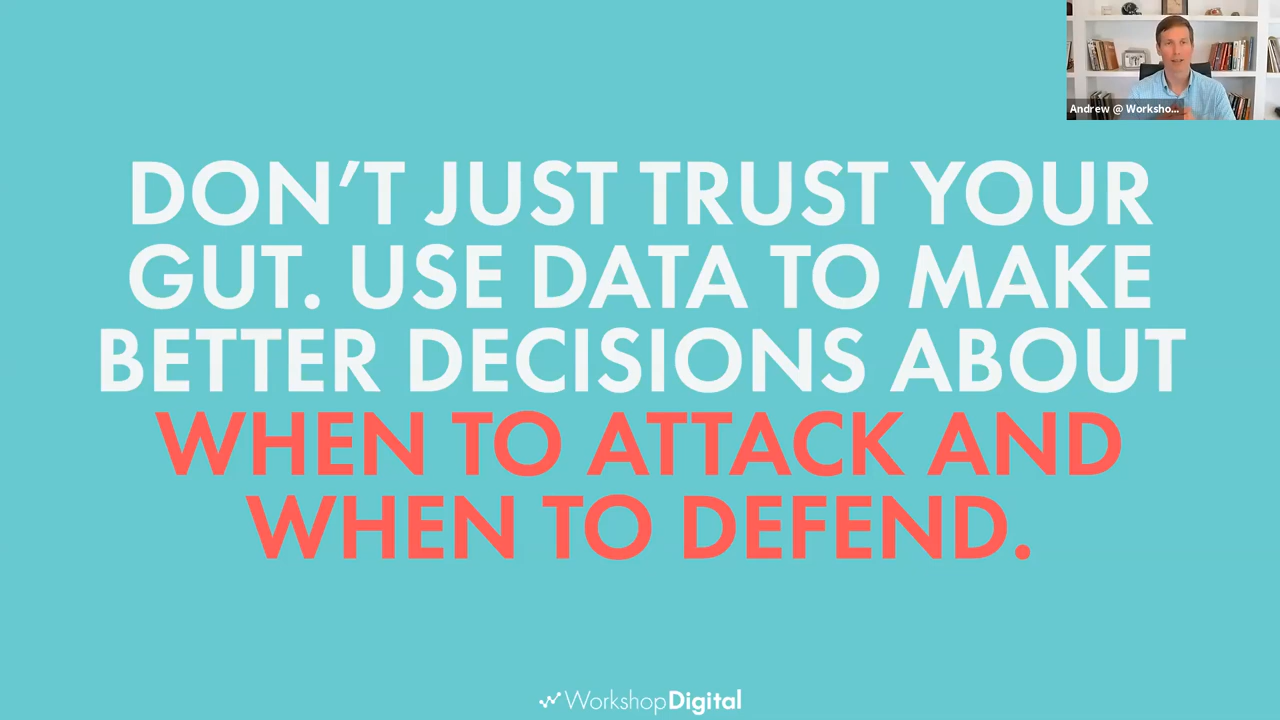 Andrew @ Worksho...
DON’T JUST TRUST YOUR
GUT. USE DATA TO MAKE
BETTER DECISIONS ABOUT
WHEN TO ATTACK AND
WHEN TO DEFEND.
WorkshopDigital